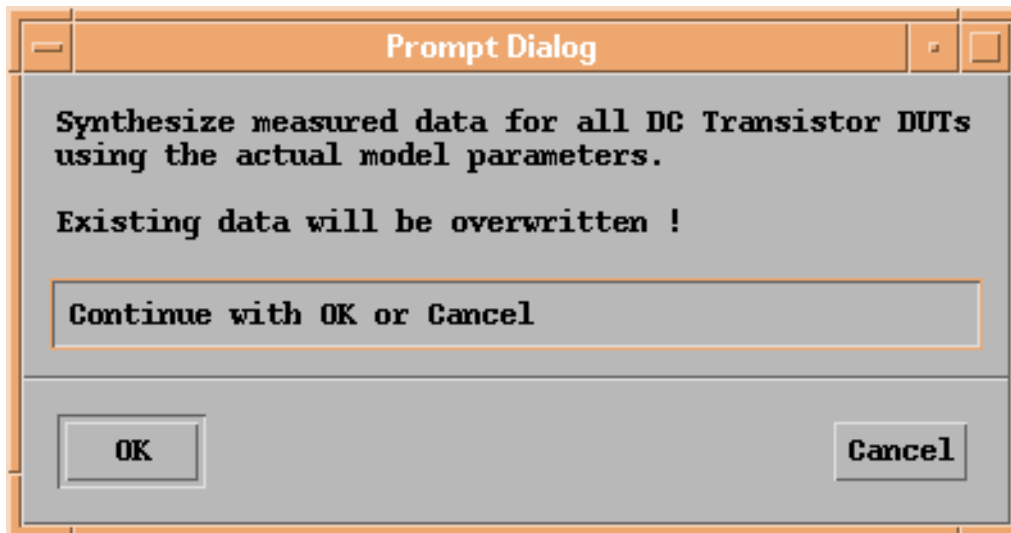 Prompt Dialog
Synthesize measured data for all DC Transistor DUTs
using the actual model parameters.
Existing data will be overwritten !
Continue with OK or Cancel
OK
Cancel